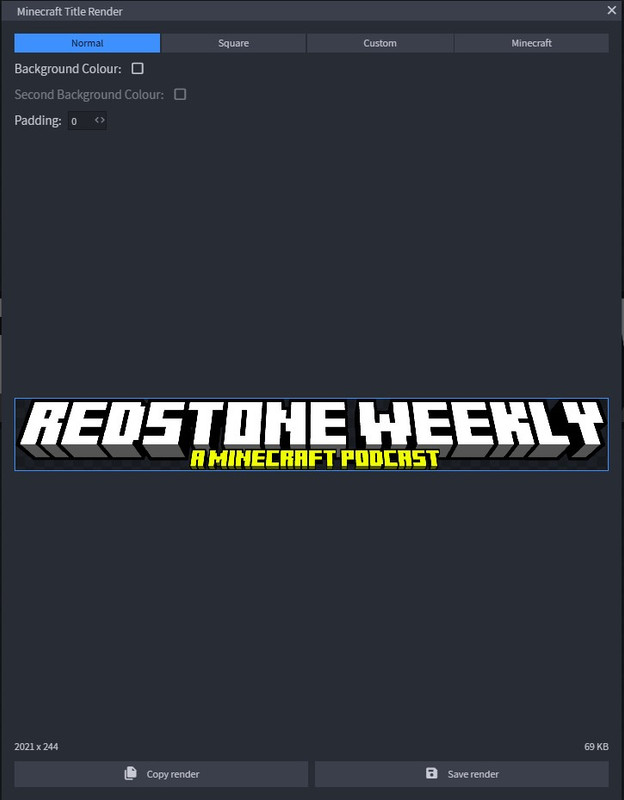 Minecraft Title Render
Normal Square Custom Minecraft
Background Colour:
Second Background Colour:
Padding: 0
REDSTONE WEEKLY
A MINECRAFT PODCAST
2021 x 244 69 KB
Copy render Save render